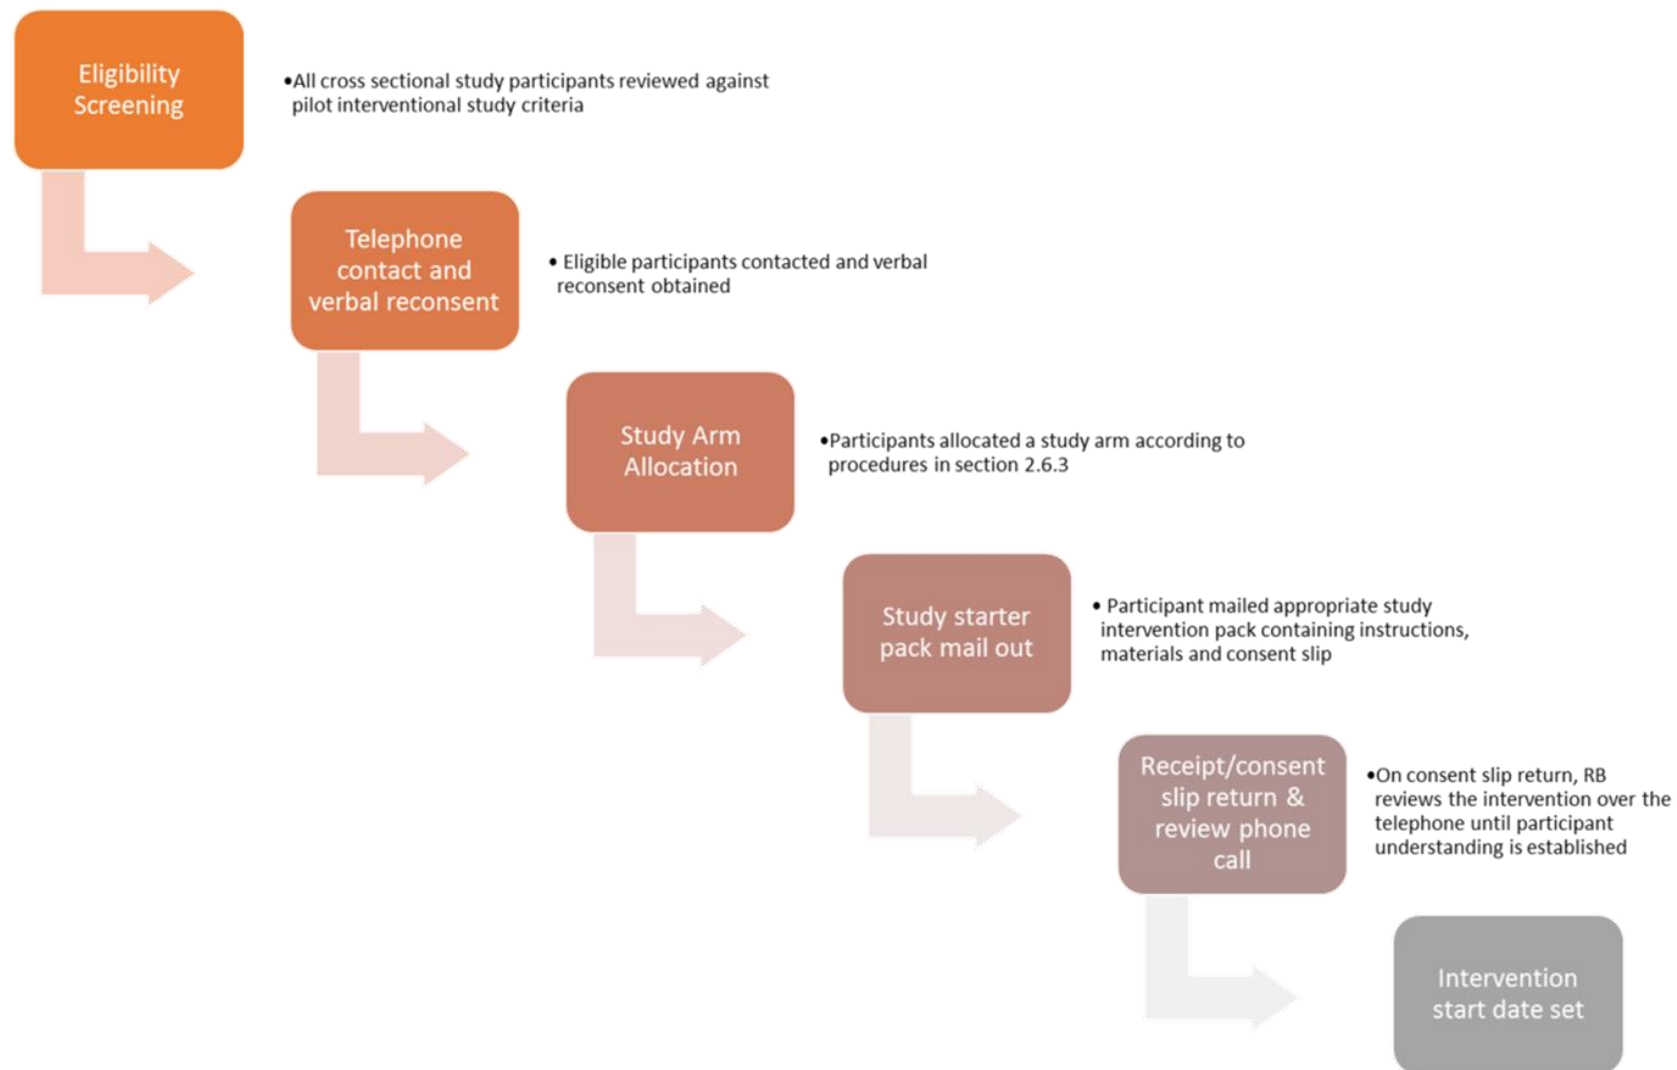 Eligibility
Screening
•All cross sectional study participants reviewed against
pilot interventional study criteria
Telephone
contact and
verbal reconsent
• Eligible participants contacted and verbal
reconsent obtained
Study Arm
Allocation
•Participants allocated a study arm according to
procedures in section 2.6.3
Study starter
pack mail out
• Participant mailed appropriate study
intervention pack containing instructions,
materials and consent slip
Receipt/consent
slip return &
review phone
call
•On consent slip return, RB
reviews the intervention over the
telephone until participant
understanding is established
Intervention
start date set